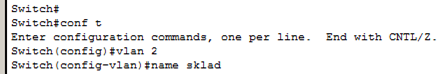 Switch#
Switch#conf t
Enter configuration commands, one per line.  End with CNTL/Z.
Switch(config)#vlan 2
Switch(config-vlan)#name sklad